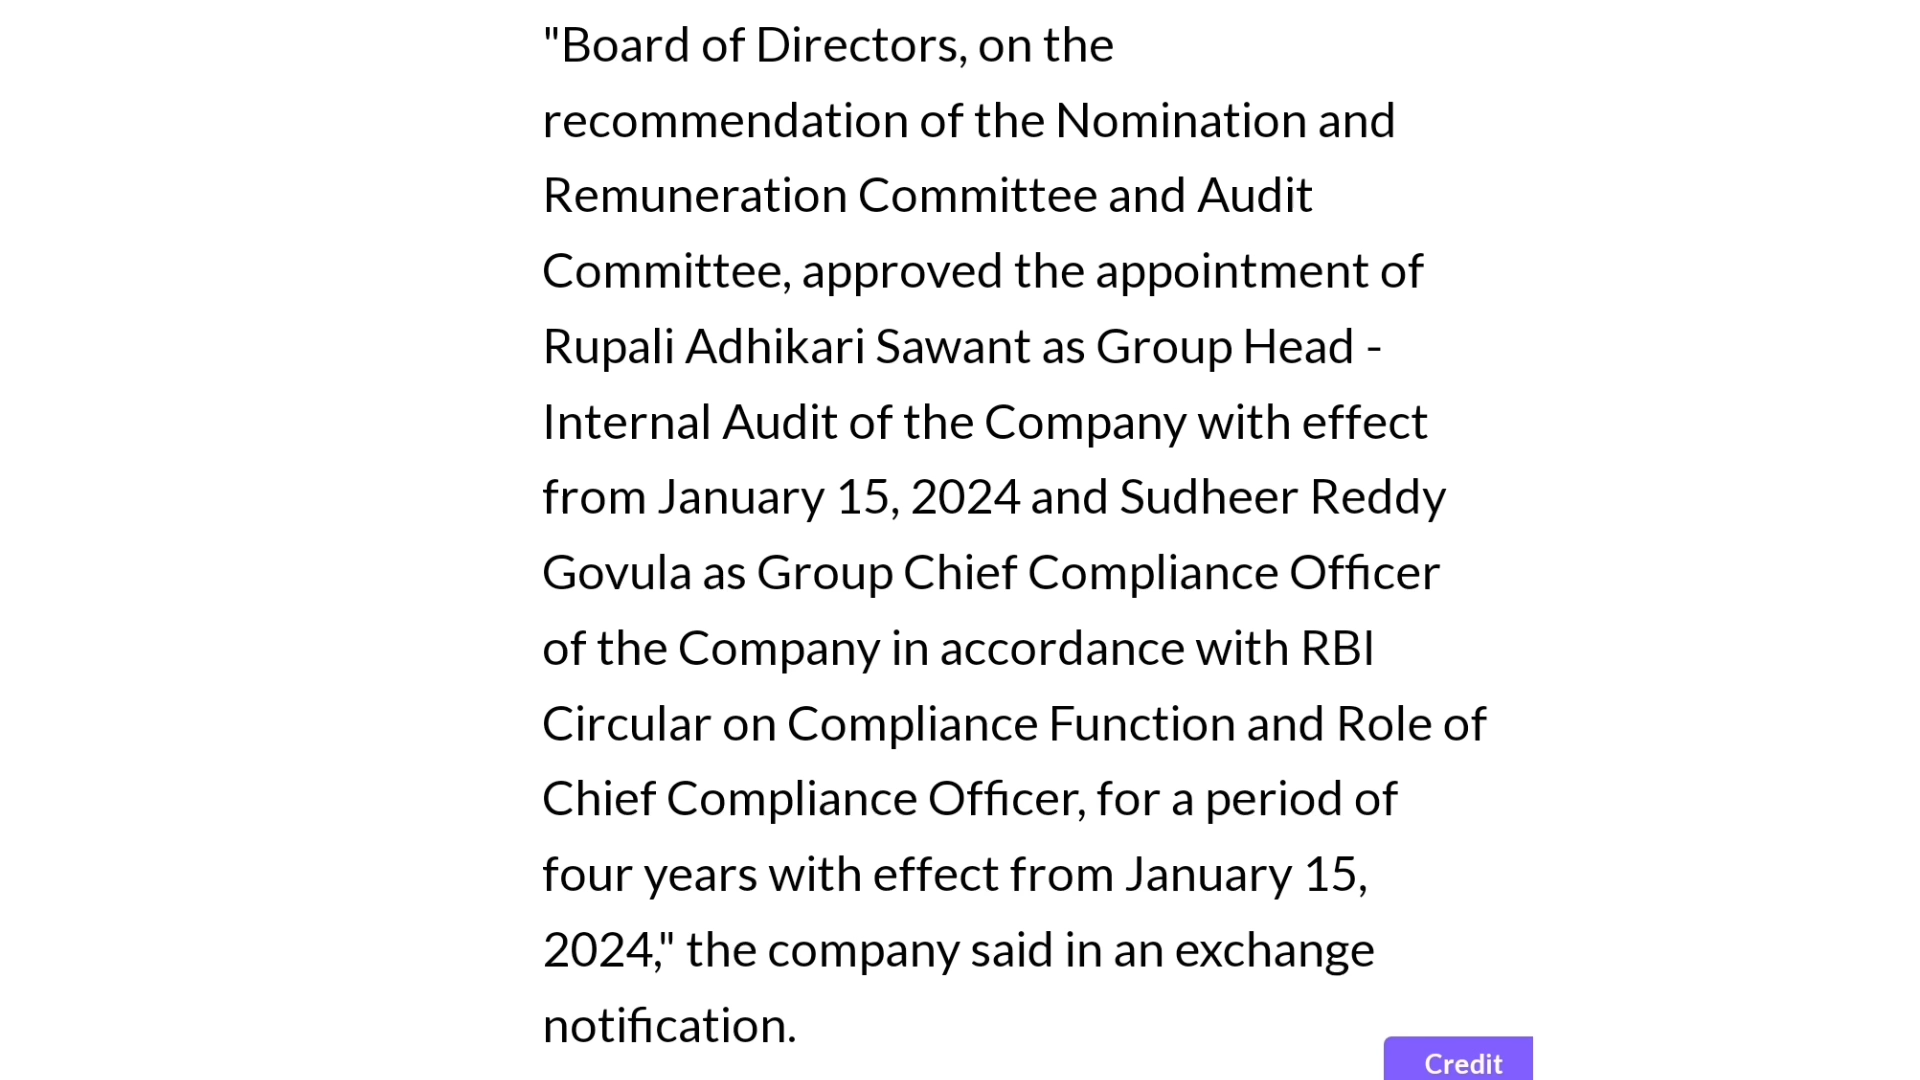 "Board of Directors, on the
recommendation of the Nomination and
Remuneration Committee and Audit
Committee, approved the appointment of
Rupali Adhikari Sawant as Group Head -
Internal Audit of the Company with effect
from January 15, 2024 and Sudheer Reddy
Govula as Group Chief Compliance Officer
of the Company in accordance with RBI
Circular on Compliance Function and Role of
Chief Compliance Officer, for a period of
four years with effect from January 15,
2024," the company said in an exchange
notification.
Credit